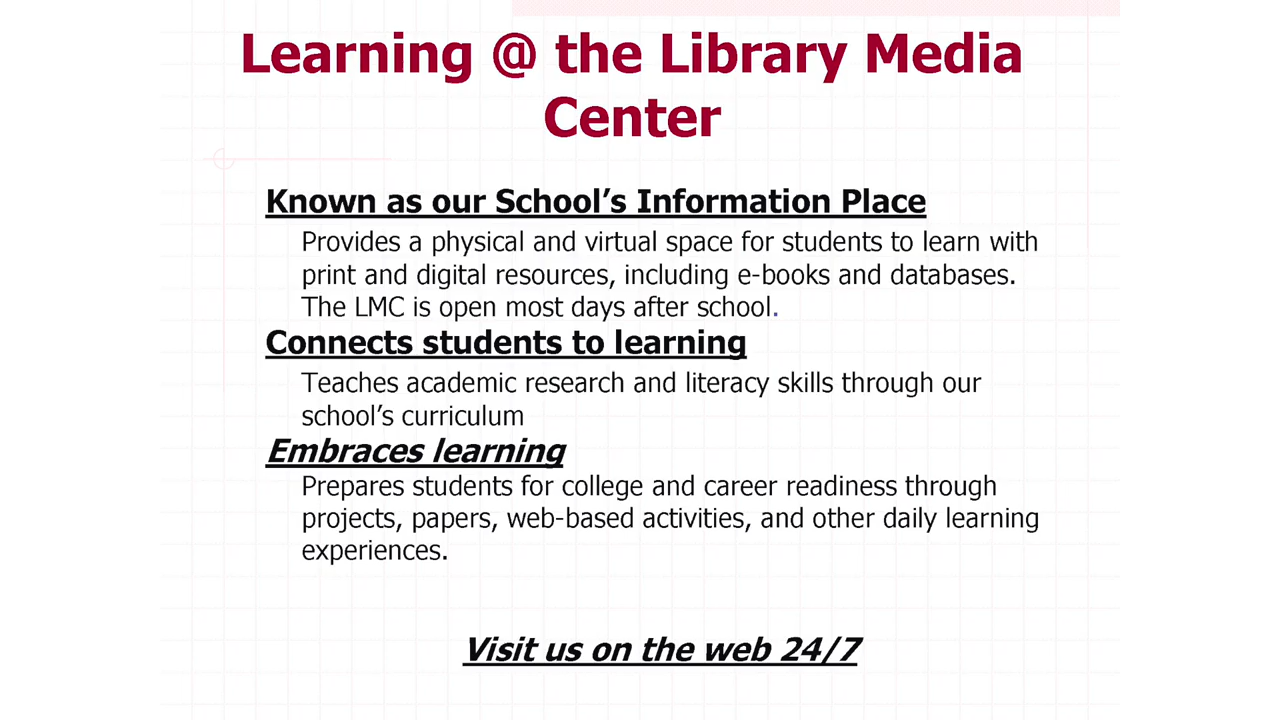 Learning @ the Library Media
Center
Known as our School’s Information Place
Provides a physical and virtual space for students to learn with
print and digital resources, including e-books and databases.
The LMC is open most days after school.
Connects students to learning
Teaches academic research and literacy skills through our
school’s curriculum
Embraces learning
Prepares students for college and career readiness through
projects, papers, web-based activities, and other daily learning
experiences.
Visit us on the web 24/7